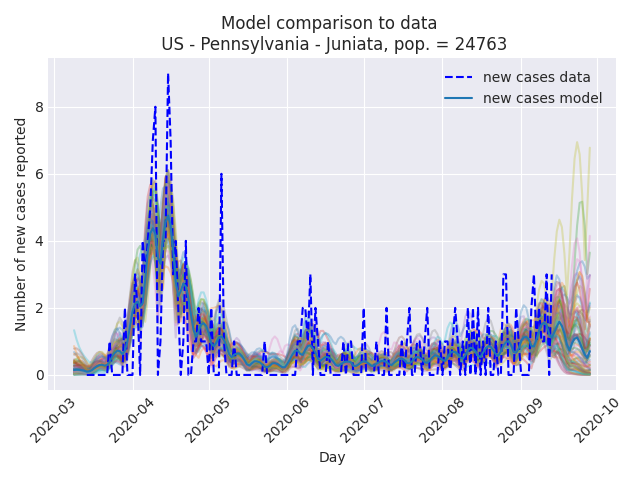 Model comparison to data
US - Pennsylvania - Juniata, pop. = 24763
new cases data
new cases model
Number of new cases reported
8
6
4
2
0
2020-03
2020-04
2020-05
2020-06
2020-07
2020-08
2020-09
2020-10
Day